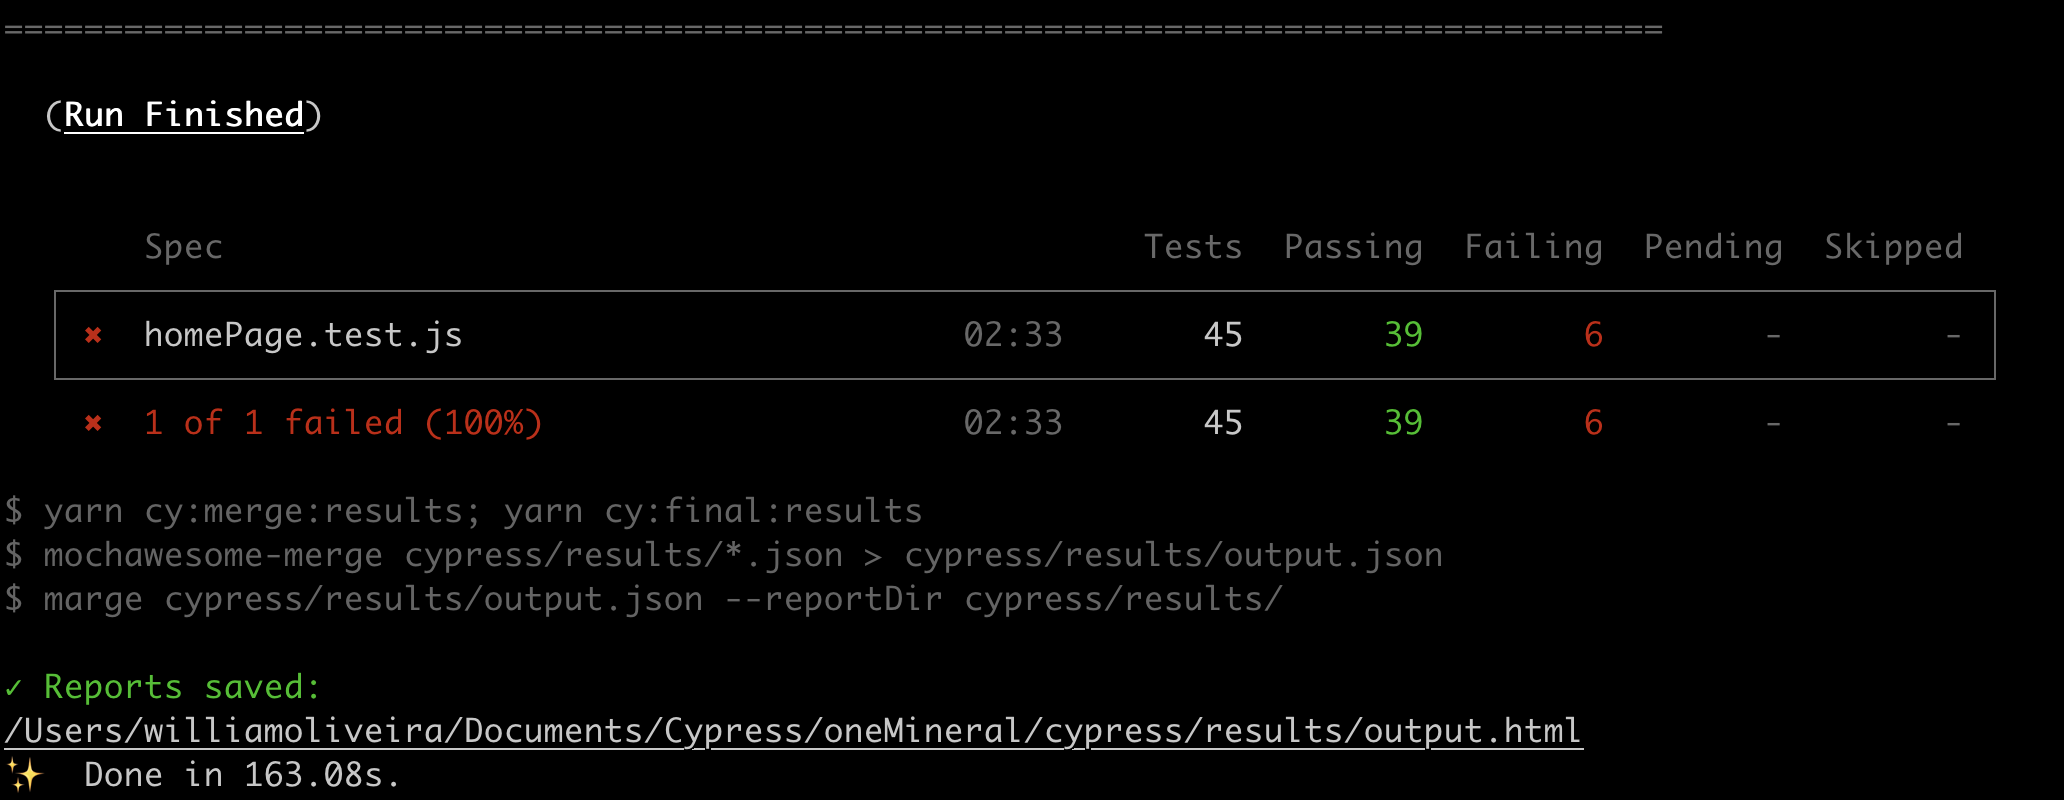 ===================================================================================
(Run Finished)
Spec Tests Passing Failing Pending Skipped
✖ homePage.test.js 02:33 45 39 6 - -
✖ 1 of 1 failed (100%) 02:33 45 39 6 - -
$ yarn cy:merge:results; yarn cy:final:results
$ mochawesome-merge cypress/results/*.json > cypress/results/output.json
$ marge cypress/results/output.json --reportDir cypress/results/
✓ Reports saved:
/Users/williamoliveira/Documents/Cypress/oneMineral/cypress/results/output.html
✨ Done in 163.08s.